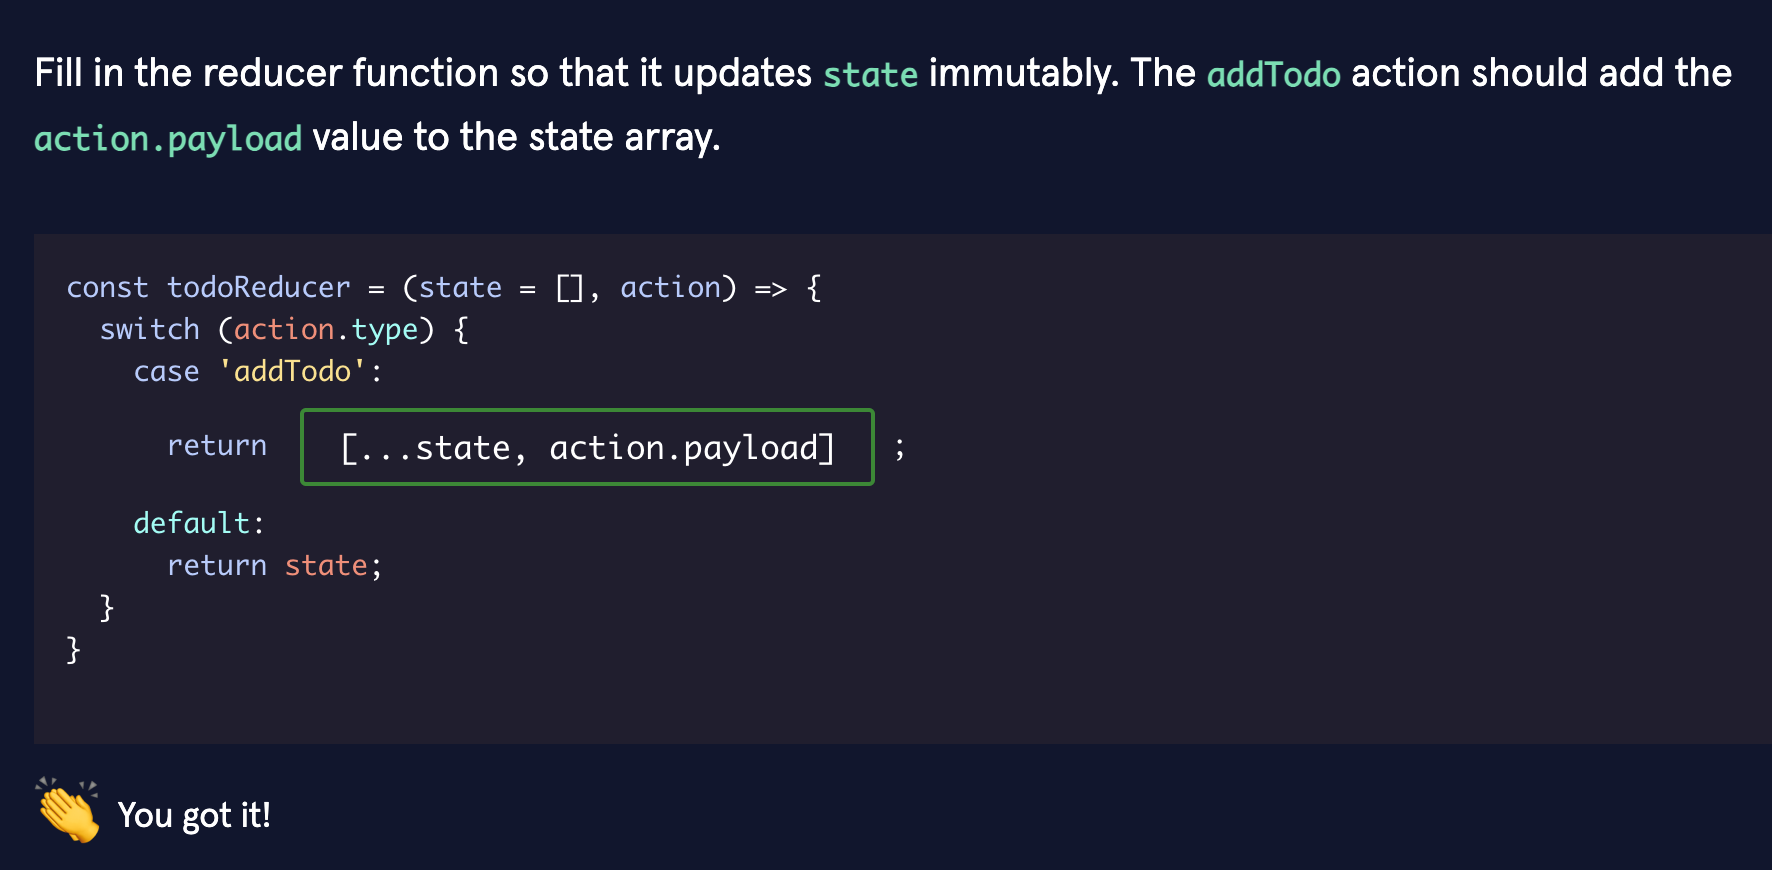 Fill in the reducer function so that it updates state immutably. The addTodo action should add the
action.payload value to the state array.
const todoReducer = (state = [], action) => {
  switch (action.type) {
    case 'addTodo':
      return [...state, action.payload] ;
    default:
      return state;
  }
}
You got it!